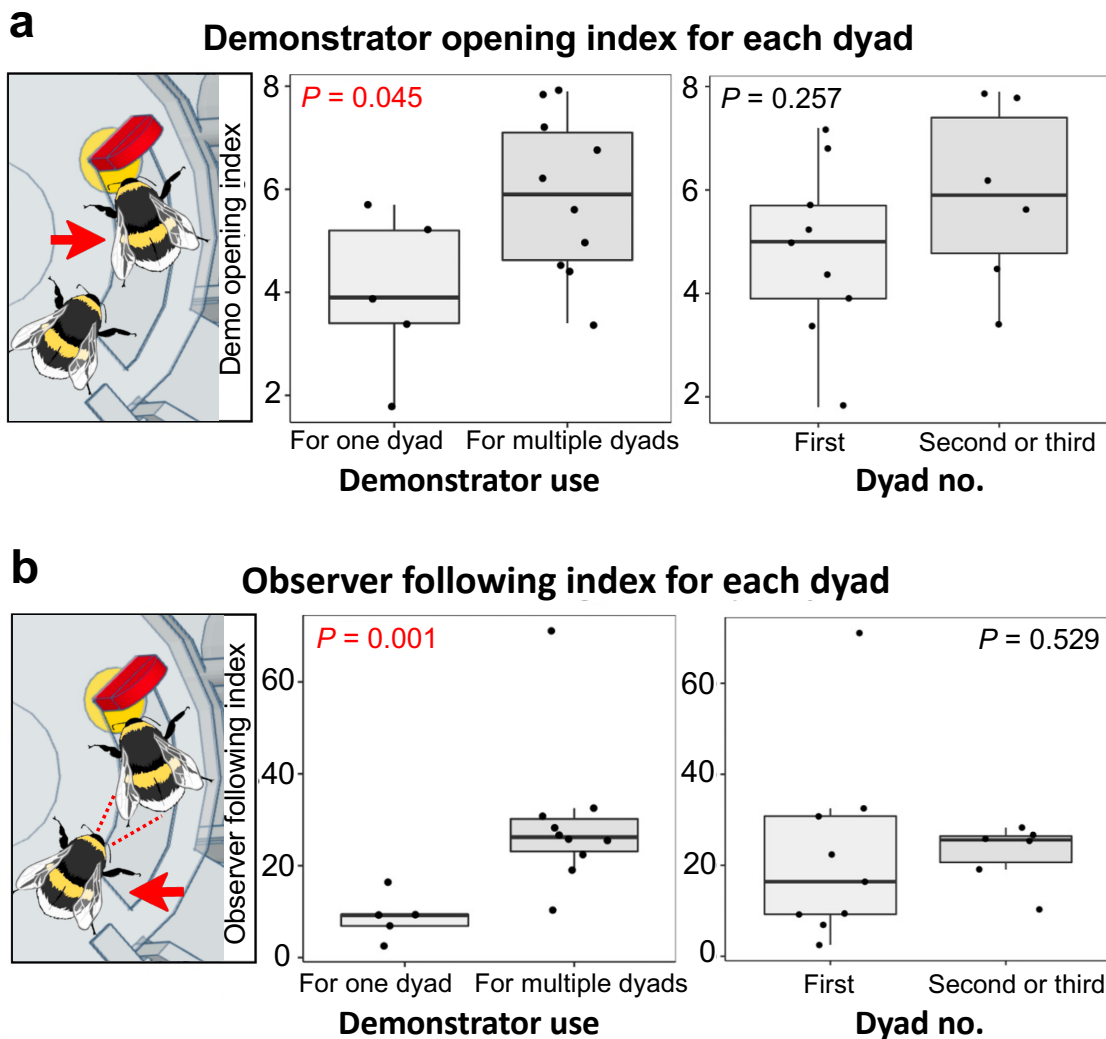 a
Demonstrator opening index for each dyad
Demo opening index
8
6
4
2
P = 0.045
For one dyad
For multiple dyads
Demonstrator use
8
6
4
2
P = 0.257
First
Second or third
Dyad no.
b
Observer following index for each dyad
Observer following index
60
40
20
0
P = 0.001
For one dyad
For multiple dyads
Demonstrator use
60
40
20
0
P = 0.529
First
Second or third
Dyad no.